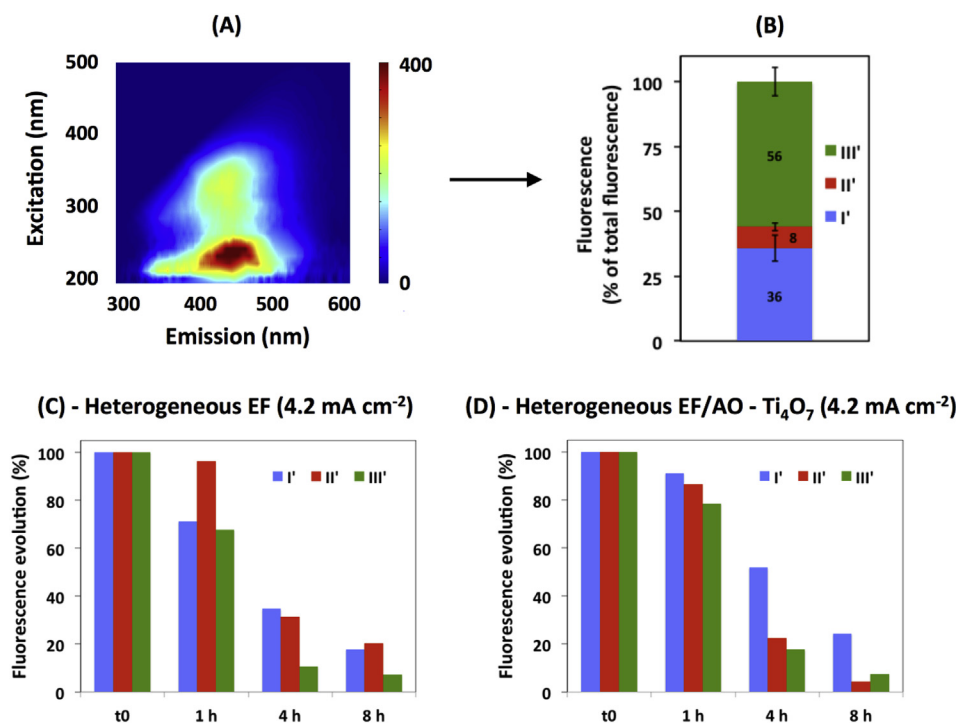 (A)
500
400
300
200
Excitation (nm)
300 400 500 600
Emission (nm)
400
0
(B)
100
75
50
25
0
Fluorescence
(% of total fluorescence)
56
8
36
III'
II'
I'
(C) - Heterogeneous EF (4.2 mA cm⁻²)
100
80
60
40
20
0
Fluorescence evolution (%)
I' II' III'
t0 1 h 4 h 8 h
(D) - Heterogeneous EF/AO - Ti₄O₇ (4.2 mA cm⁻²)
100
80
60
40
20
0
Fluorescence evolution (%)
I' II' III'
t0 1 h 4 h 8 h